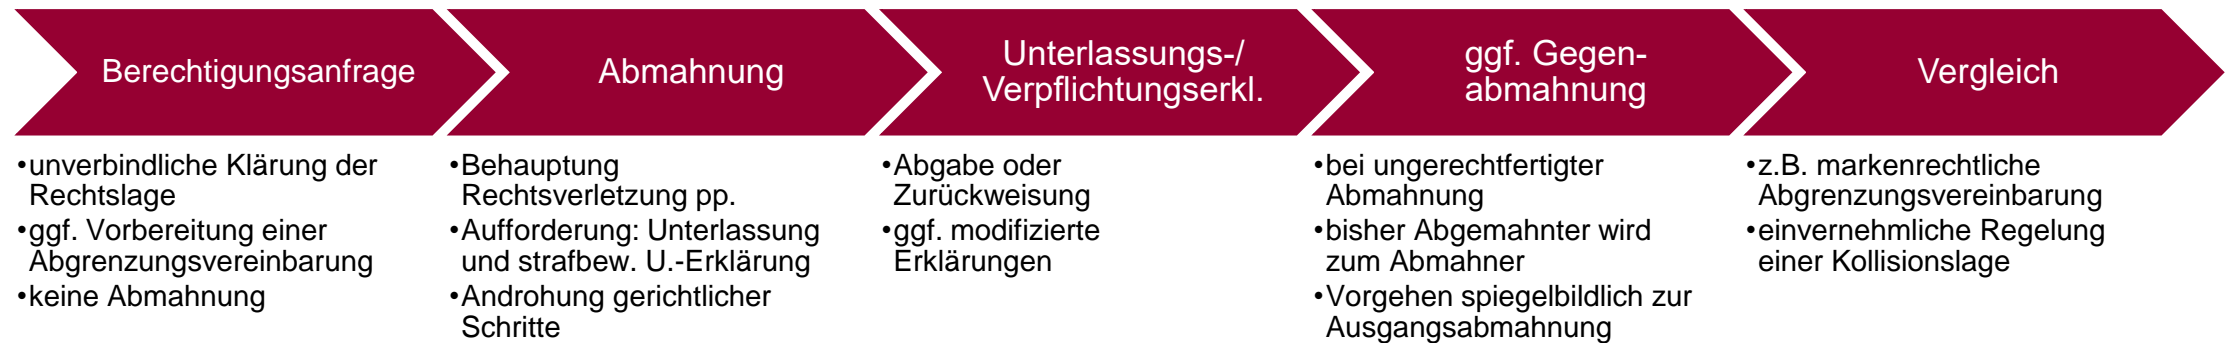 Berechtigungsanfrage
•unverbindliche Klärung der
Rechtslage
•ggf. Vorbereitung einer
Abgrenzungsvereinbarung
•keine Abmahnung
Abmahnung
•Behauptung
Rechtsverletzung pp.
•Aufforderung: Unterlassung
und strafbew. U.-Erklärung
•Androhung gerichtlicher
Schritte
Unterlassungs-/
Verpflichtungserkl.
•Abgabe oder
Zurückweisung
•ggf. modifizierte
Erklärungen
ggf. Gegen-
abmahnung
•bei ungerechtfertigter
Abmahnung
•bisher Abgemahnter wird
zum Abmahner
•Vorgehen spiegelbildlich zur
Ausgangsabmahnung
Vergleich
•z.B. markenrechtliche
Abgrenzungsvereinbarung
•einvernehmliche Regelung
einer Kollisionslage